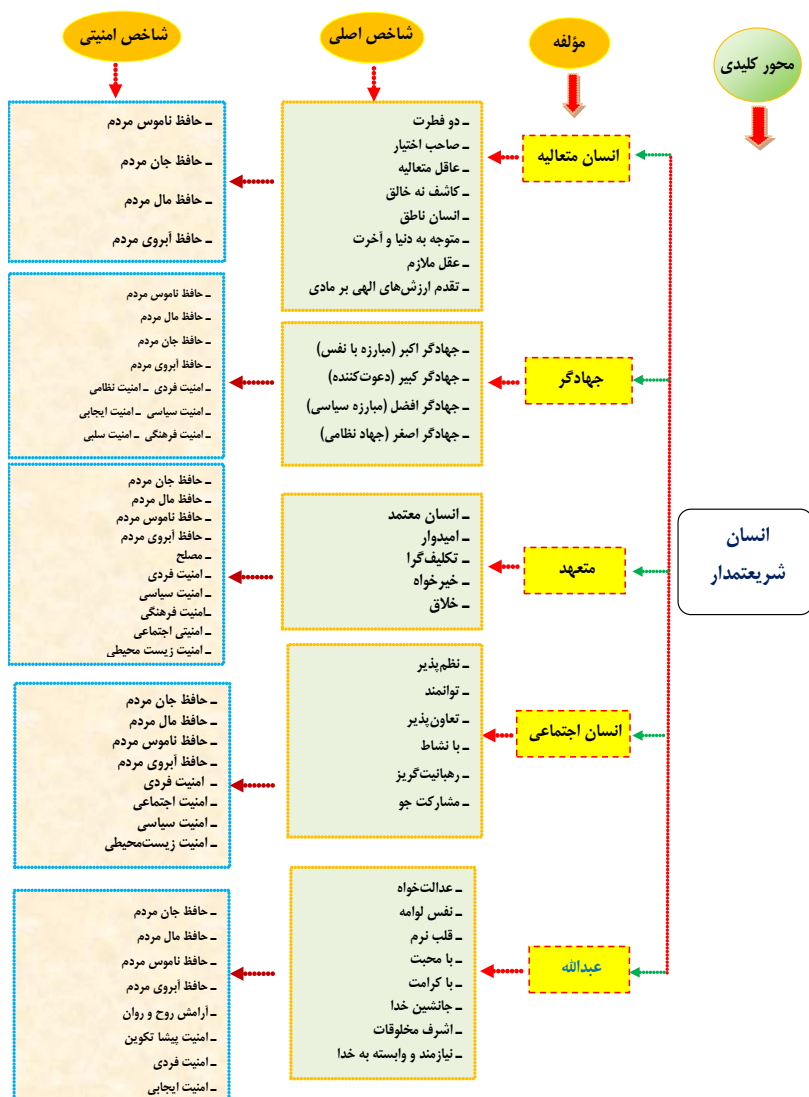 محور کلیدی
مؤلفه
شاخص اصلی
شاخص امنیتی
انسان
شریعتمدار
انسان متعالیه
ـ دو فطرت
ـ صاحب اختیار
ـ عاقل متعالیه
ـ کاشف نه خالق
ـ انسان ناطق
ـ متوجه به دنیا و آخرت
ـ عقل ملازم
ـ تقدم ارزش‌های الهی بر مادی
ـ حافظ ناموس مردم
ـ حافظ جان مردم
ـ حافظ مال مردم
ـ حافظ آبروی مردم
جهادگر
ـ جهادگر اکبر (مبارزه با نفس)
ـ جهادگر کبیر (دعوت‌کننده)
ـ جهادگر افضل (مبارزه سیاسی)
ـ جهادگر اصغر (جهاد نظامی)
ـ حافظ ناموس مردم
ـ حافظ مال مردم
ـ حافظ جان مردم
ـ حافظ آبروی مردم
ـ امنیت فردی ـ امنیت نظامی
ـ امنیت سیاسی ـ امنیت ایجابی
ـ امنیت فرهنگی ـ امنیت سلبی
متعهد
ـ انسان معتمد
ـ امیدوار
ـ تکلیف‌گرا
ـ خیرخواه
ـ خلاق
ـ حافظ جان مردم
ـ حافظ مال مردم
ـ حافظ ناموس مردم
ـ حافظ آبروی مردم
ـ مصلح
ـ امنیت فردی
ـ امنیت سیاسی
ـامنیت فرهنگی
ـ امنیتی اجتماعی
ـ امنیت زیست محیطی
انسان اجتماعی
ـ نظم‌پذیر
ـ توانمند
ـ تعاون‌پذیر
ـ با نشاط
ـ رهبانیت‌گریز
ـ مشارکت جو
ـ حافظ جان مردم
ـ حافظ مال مردم
ـ حافظ ناموس مردم
ـ حافظ آبروی مردم
ـ امنیت فردی
ـ امنیت اجتماعی
ـ امنیت سیاسی
ـ امنیت زیست‌محیطی
عبدالله
ـ عدالت‌خواه
ـ نفس لوامه
ـ قلب نرم
ـ با محبت
ـ با کرامت
ـ جانشین خدا
ـ اشرف مخلوقات
ـ نیازمند و وابسته به خدا
ـ حافظ جان مردم
ـ حافظ مال مردم
ـ حافظ ناموس مردم
ـ حافظ آبروی مردم
ـ آرامش روح و روان
ـ امنیت پیشا تکوین
ـ امنیت فردی
ـ امنیت ایجابی